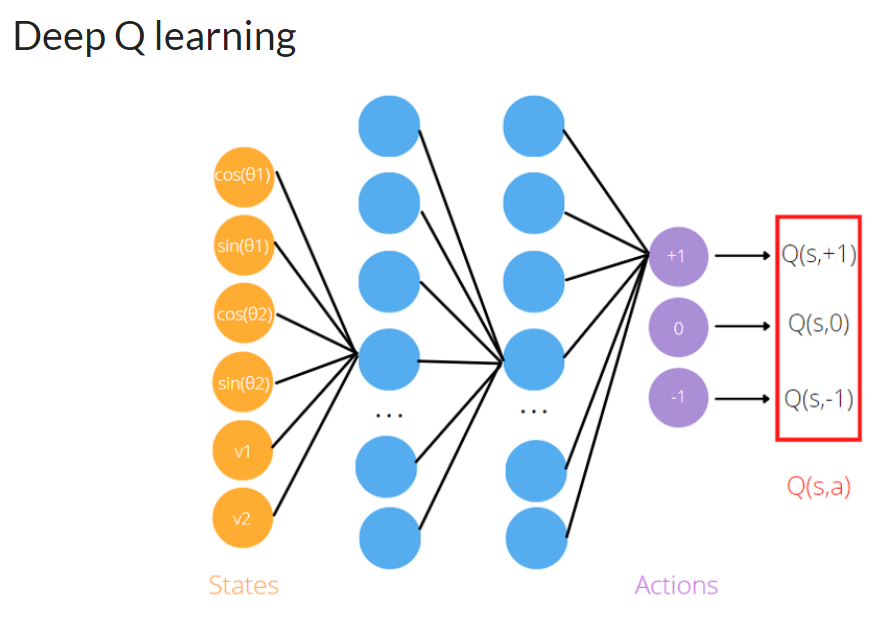 Deep Q learning
cos(θ1)
sin(θ1)
cos(θ2)
sin(θ2)
v1
v2
States
...
...
+1
0
-1
Actions
Q(s,+1)
Q(s,0)
Q(s,-1)
Q(s,a)